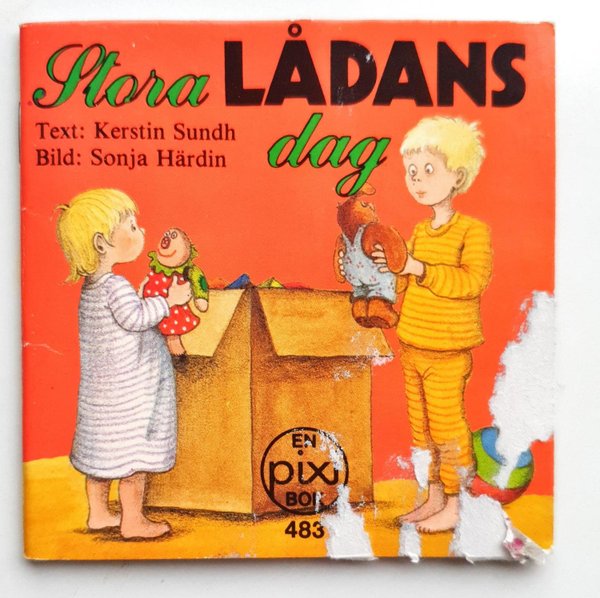 Stora LÅDANS
dag
Text: Kerstin Sundh
Bild: Sonja Härdin
EN
pixi
BOK
483